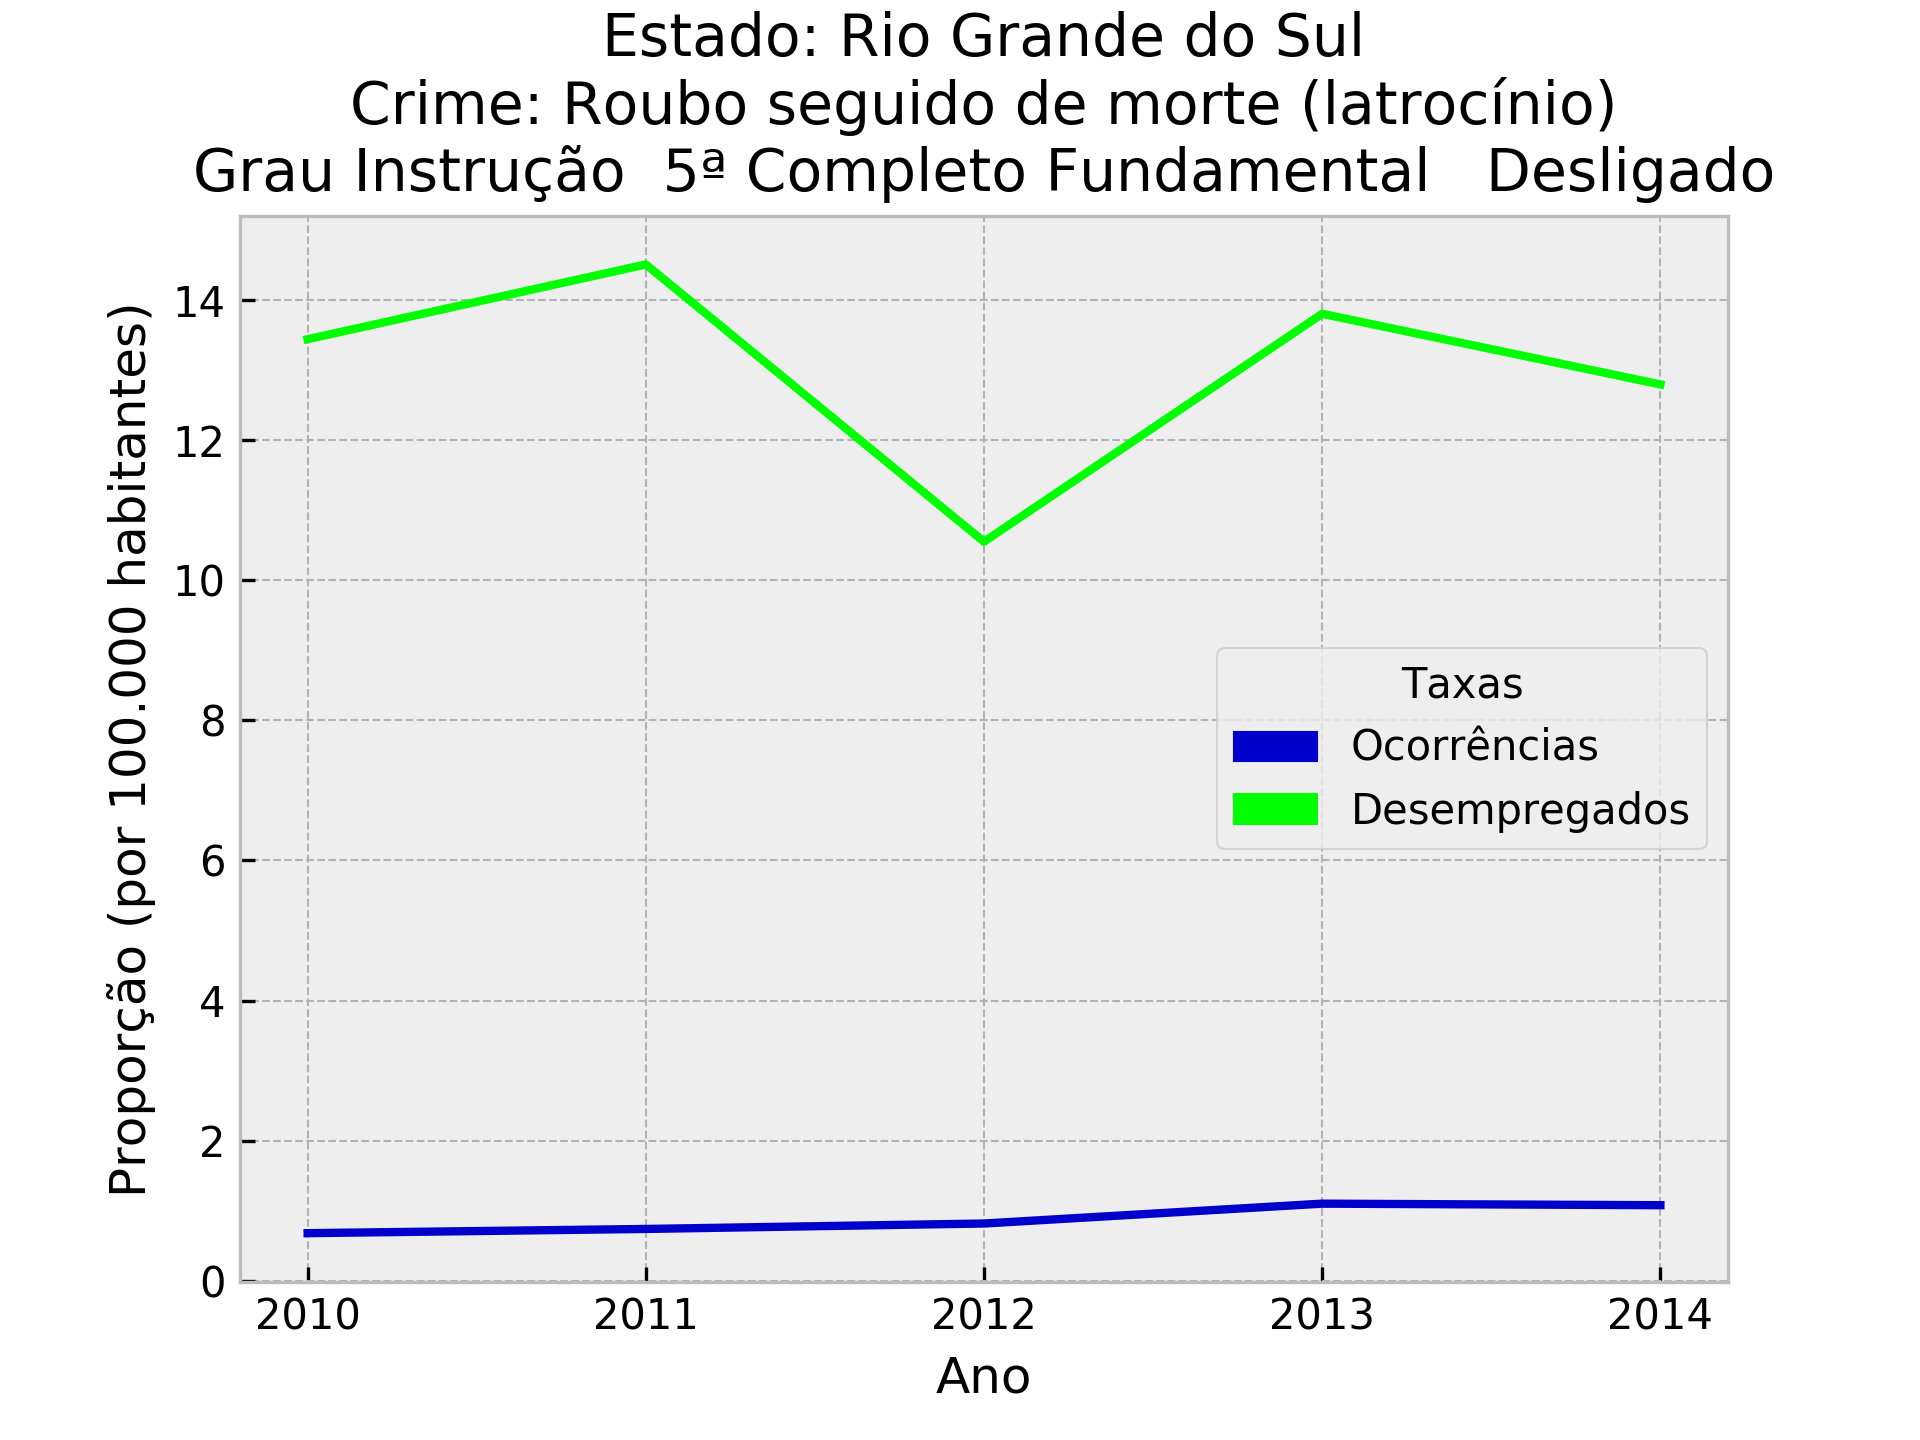 Estado: Rio Grande do Sul
Crime: Roubo seguido de morte (latrocínio)
Grau Instrução  5ª Completo Fundamental   Desligado
Proporção (por 100.000 habitantes)
14
12
10
8
6
4
2
0
Taxas
Ocorrências
Desempregados
2010 2011 2012 2013 2014
Ano